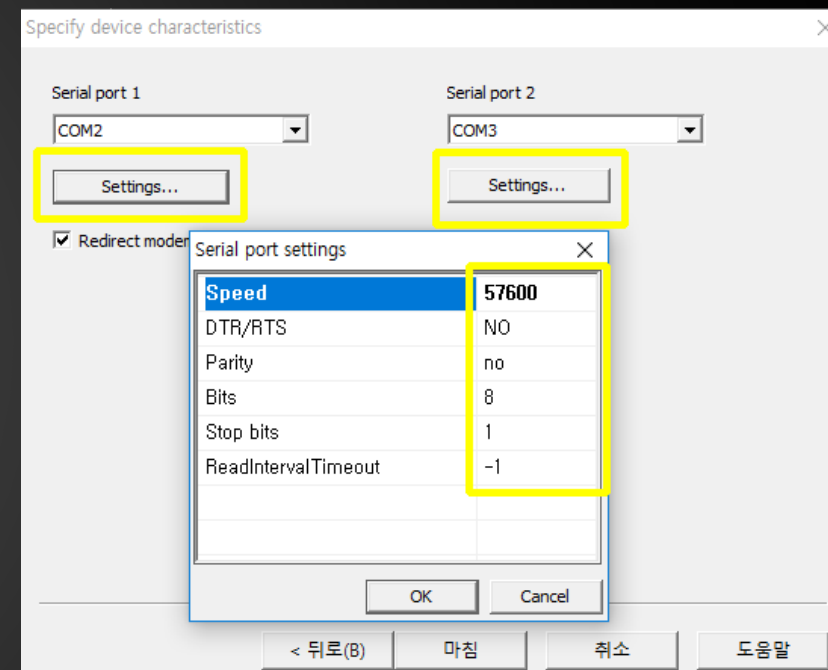 Specify device characteristics
Serial port 1
Serial port 2
COM2
COM3
Settings...
Settings...
Redirect moder
Serial port settings
Speed 57600
DTR/RTS NO
Parity no
Bits 8
Stop bits 1
ReadIntervalTimeout -1
OK
Cancel
< 뒤로(B)
마침
취소
도움말